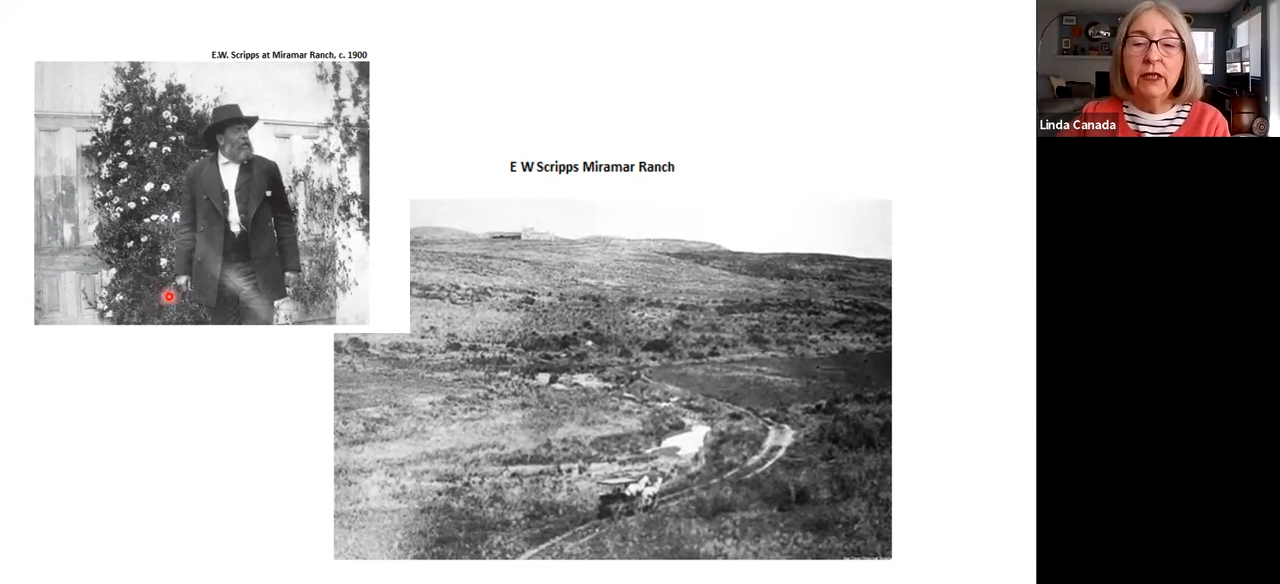 E.W. Scripps at Miramar Ranch, c. 1900
Linda Canada
E W Scripps Miramar Ranch